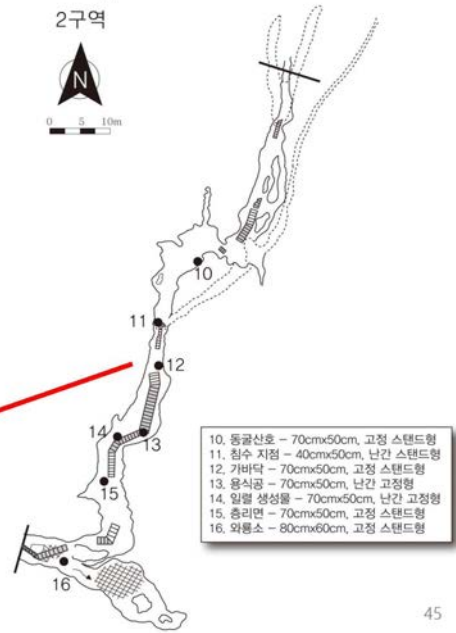 2구역
N
0 5 10m
10
11
12
13
14
15
16
10. 동굴산호 – 70cmx50cm, 고정 스탠드형
11. 침수 지점 – 40cmx50cm, 난간 스탠드형
12. 가바닥 – 70cmx50cm, 고정 스탠드형
13. 용식공 – 70cmx50cm, 난간 고정형
14. 일렬 생성물 – 70cmx50cm, 난간 고정형
15. 층리면 – 70cmx50cm, 고정 스탠드형
16. 와룡소 – 80cmx60cm, 고정 스탠드형
45